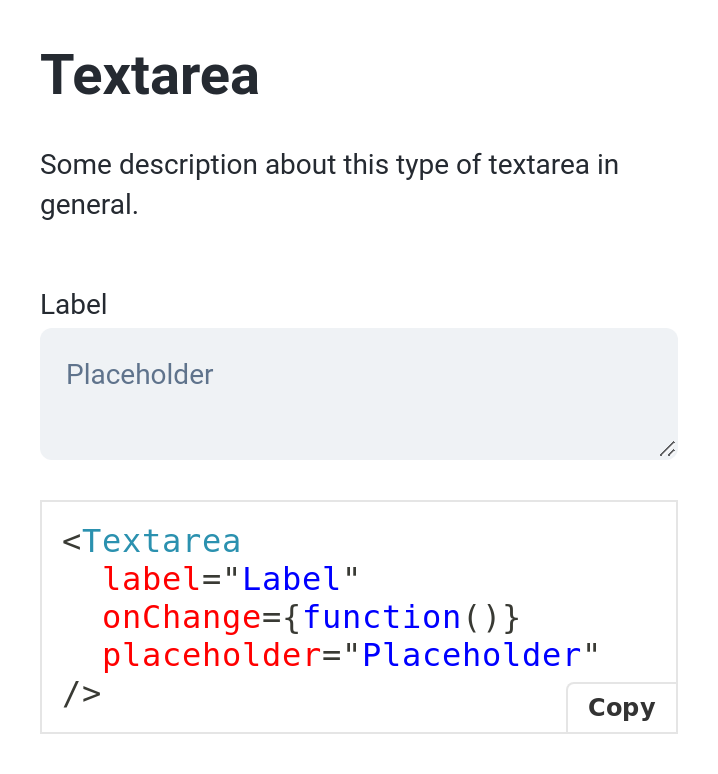 Textarea
Some description about this type of textarea in
general.
Label
Placeholder
<Textarea
  label="Label"
  onChange={function()}
  placeholder="Placeholder"
/>
Copy